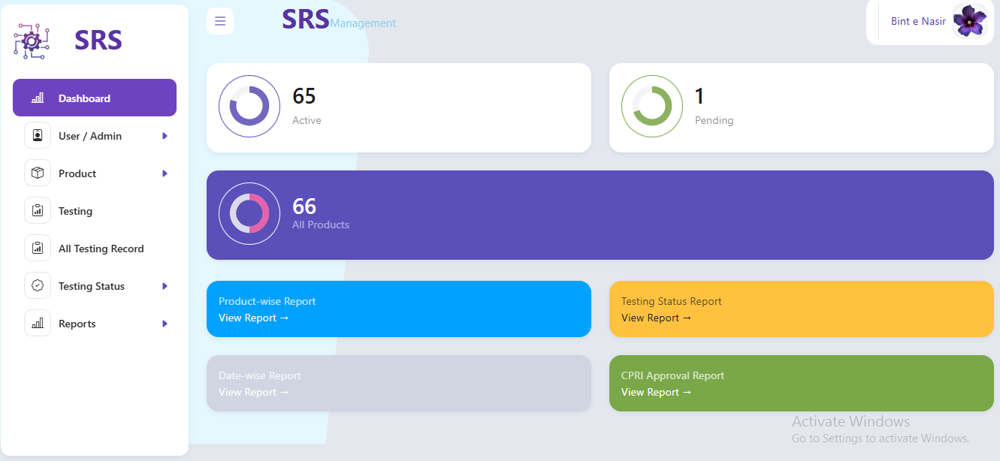 SRS
Dashboard
User / Admin
Product
Testing
All Testing Record
Testing Status
Reports
SRSManagement
Bint e Nasir
65
Active
1
Pending
66
All Products
Product-wise Report
View Report →
Testing Status Report
View Report →
Date-wise Report
View Report →
CPRI Approval Report
View Report →
Activate Windows
Go to Settings to activate Windows.